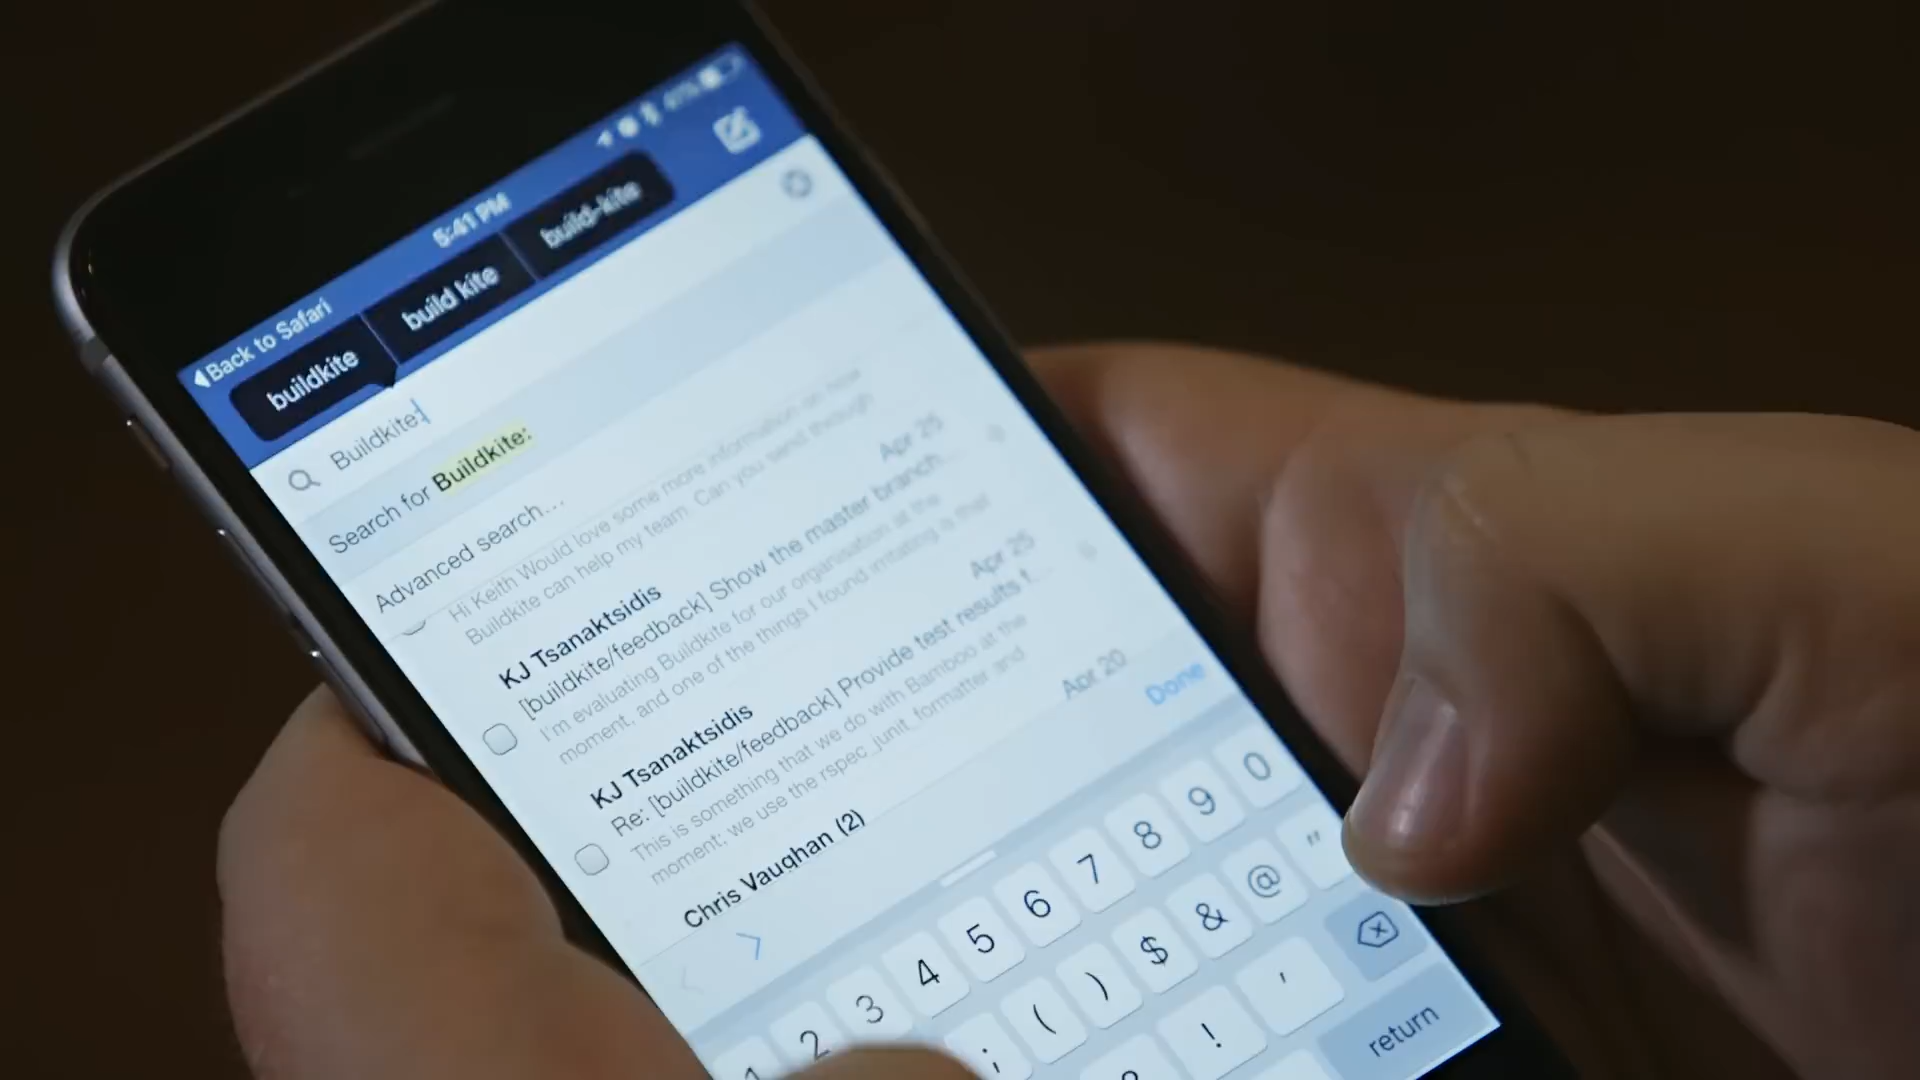 41%
5:41 PM
Back to Safari
buildkite
build kite
build-kite
Buildkite:
Search for Buildkite:
Advanced search...
Hi Keith Would love some more information on how
Buildkite can help my team. Can you send through
KJ Tsanaktsidis Apr 25
[buildkite/feedback] Show the master branch...
I'm evaluating Buildkite for our organisation at the
moment, and one of the things I found irritating is that
KJ Tsanaktsidis Apr 25
Re: [buildkite/feedback] Provide test results f...
This is something that we do with Bamboo at the
moment; we use the rspec_junit_formatter and
Chris Vaughan (2) Apr 20
Done
1 2 3 4 5 6 7 8 9 0
; ( ) $ & @ "
! '
return